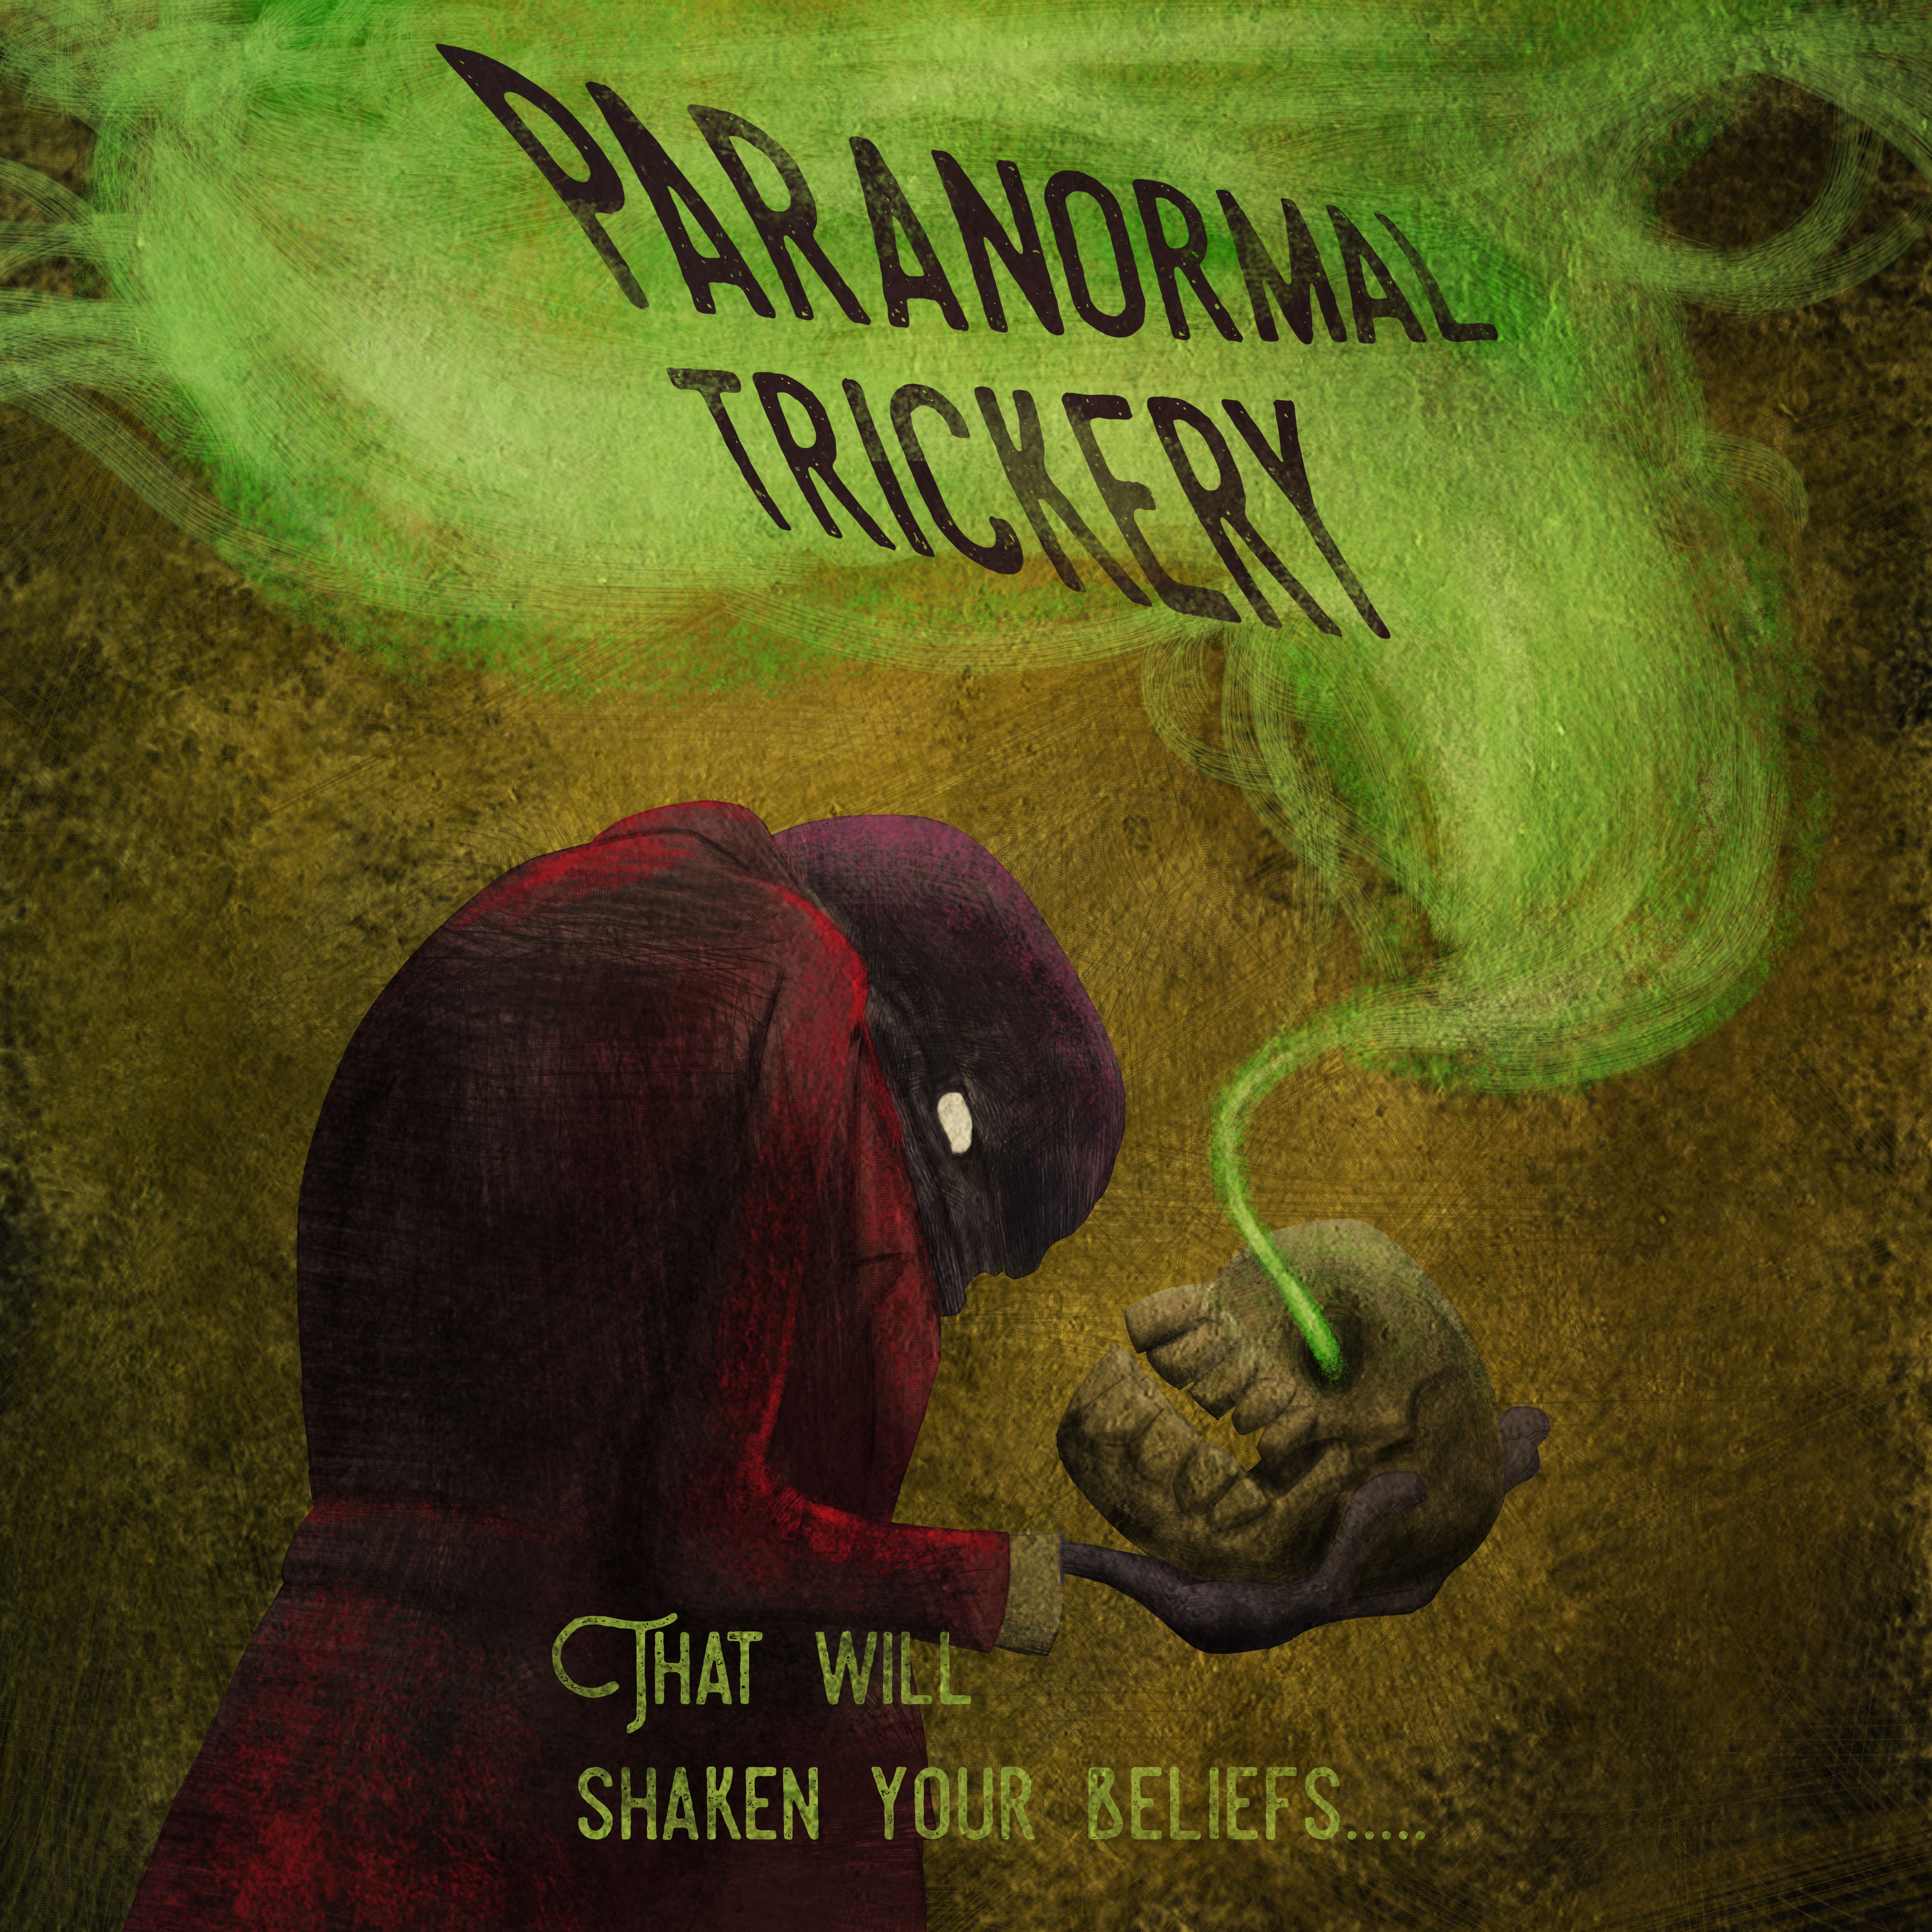 PARANORMAL
TRICKERY
THAT WILL
SHAKEN YOUR BELIEFS.....